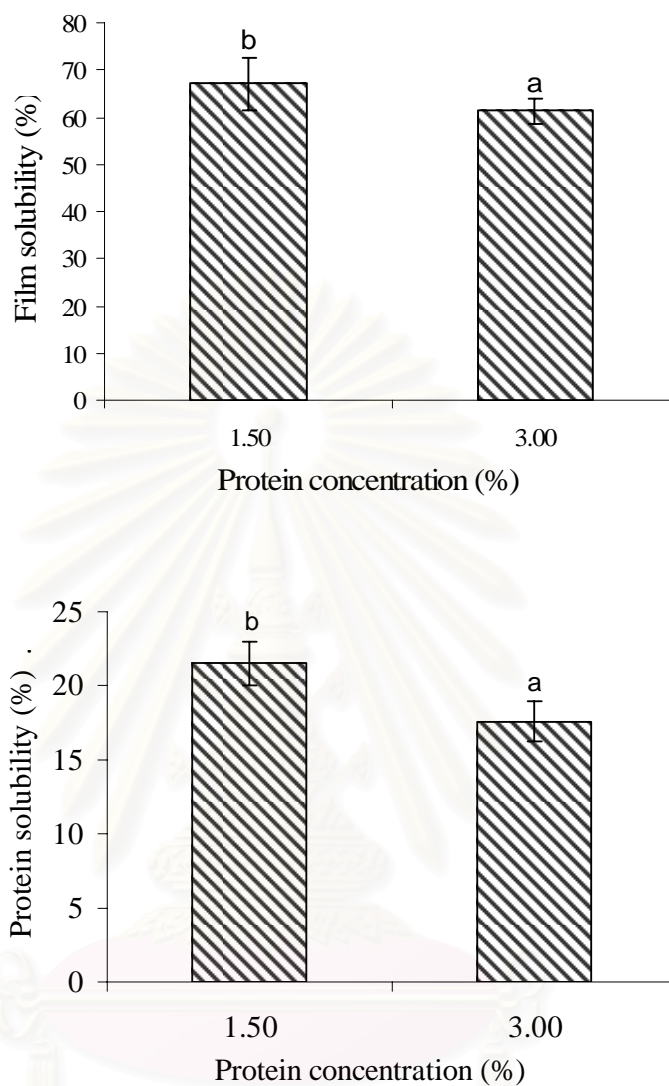 80
70
60
50
40
30
20
10
0
Film solubility (%)
b
a
1.50 3.00
Protein concentration (%)
25
20
15
10
5
0
Protein solubility (%) .
b
a
1.50 3.00
Protein concentration (%)